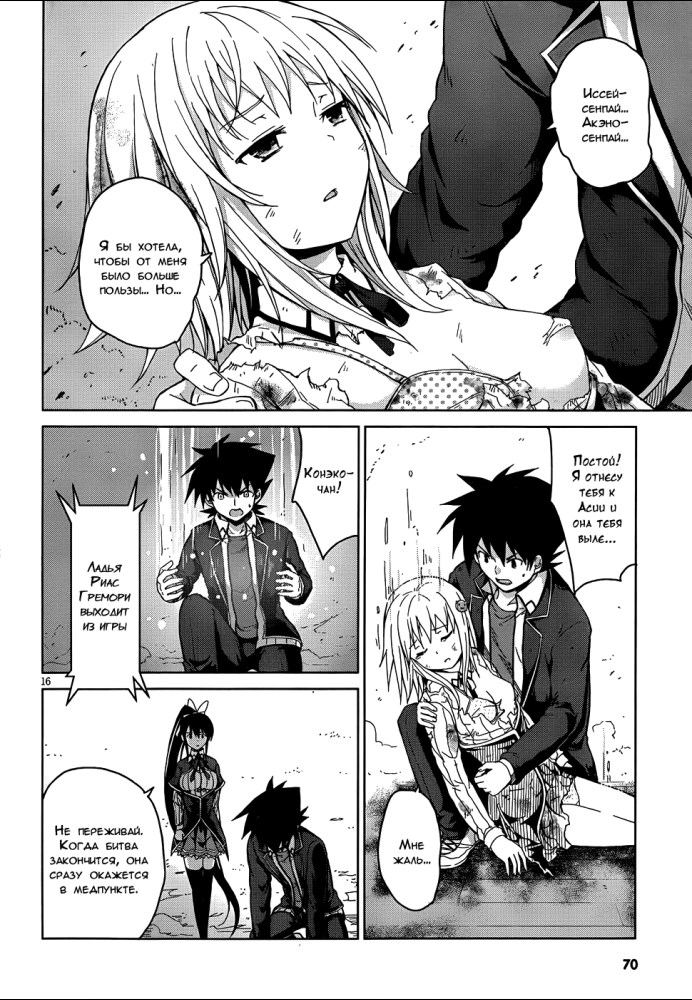 Иссей-
сенпай...
Акэно-
сенпай...
Я бы хотела,
чтобы от меня
было больше
пользы... Но...
Постой!
Я отнесу
тебя к
Асии и
она тебя
выле...
Мне
жаль...
Конэко-
чан!
Ладья
Риас
Гремори
выходит
из игры
16
Не переживай.
Когда битва
закончится, она
сразу окажется
в медпункте.
70